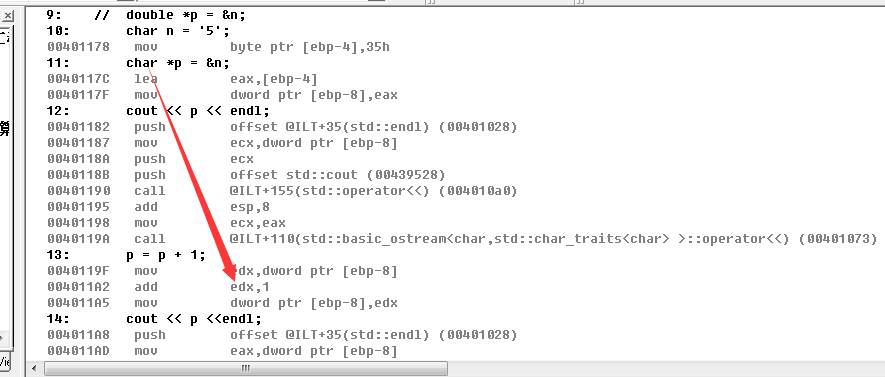 9:    //  double *p = &n;
10:       char n = '5';
00401178   mov         byte ptr [ebp-4],35h
11:       char *p = &n;
0040117C   lea         eax,[ebp-4]
0040117F   mov         dword ptr [ebp-8],eax
12:       cout << p << endl;
00401182   push        offset @ILT+35(std::endl) (00401028)
00401187   mov         ecx,dword ptr [ebp-8]
0040118A   push        ecx
0040118B   push        offset std::cout (00439528)
00401190   call        @ILT+155(std::operator<<) (004010a0)
00401195   add         esp,8
00401198   mov         ecx,eax
0040119A   call        @ILT+110(std::basic_ostream<char,std::char_traits<char> >::operator<<) (00401073)
13:       p = p + 1;
0040119F   mov         edx,dword ptr [ebp-8]
004011A2   add         edx,1
004011A5   mov         dword ptr [ebp-8],edx
14:       cout << p <<endl;
004011A8   push        offset @ILT+35(std::endl) (00401028)
004011AD   mov         eax,dword ptr [ebp-8]